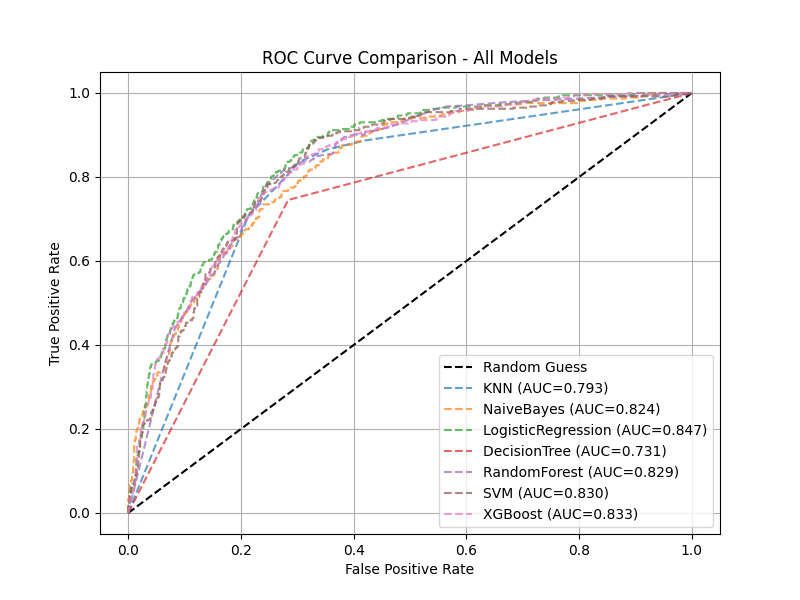 ROC Curve Comparison - All Models
True Positive Rate
1.0
0.8
0.6
0.4
0.2
0.0
Random Guess
KNN (AUC=0.793)
NaiveBayes (AUC=0.824)
LogisticRegression (AUC=0.847)
DecisionTree (AUC=0.731)
RandomForest (AUC=0.829)
SVM (AUC=0.830)
XGBoost (AUC=0.833)
0.0 0.2 0.4 0.6 0.8 1.0
False Positive Rate